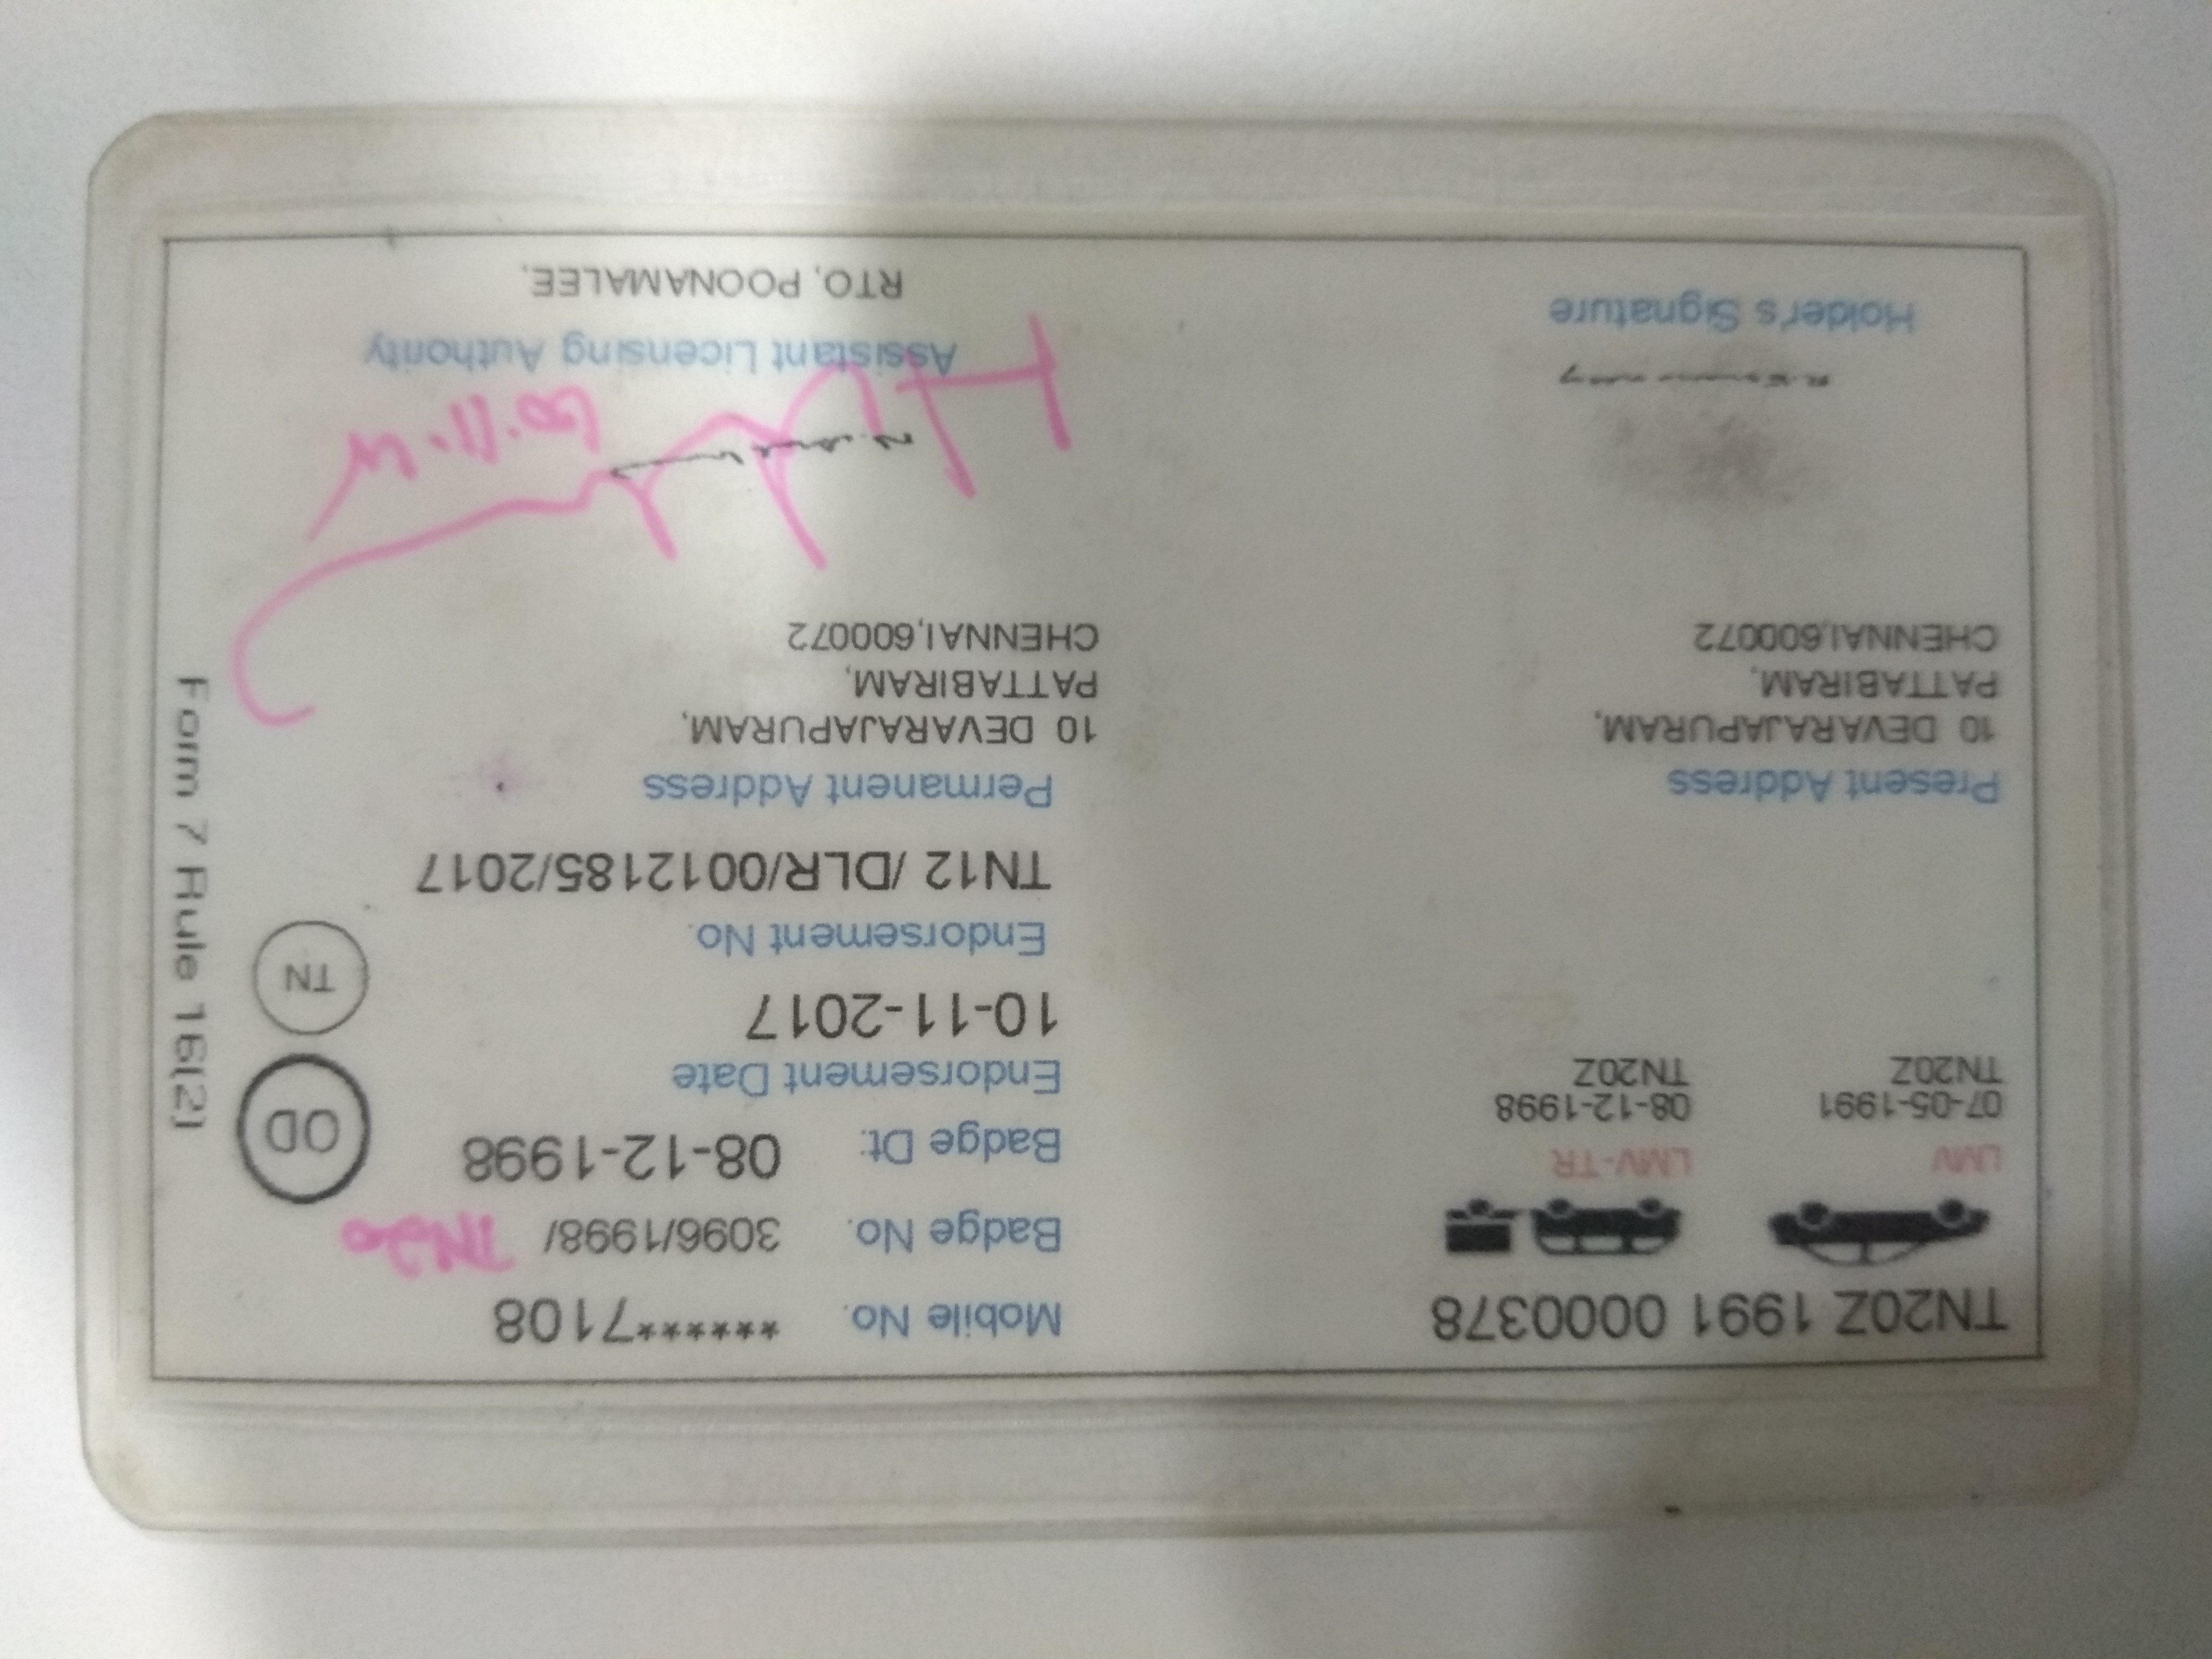 TN20Z 1991 0000378
LMV
07-05-1991
TN20Z
LMV-TR
08-12-1998
TN20Z
Present Address
10 DEVARAJAPURAM,
PATTABIRAM,
CHENNAI,600072
Holder's Signature
Mobile No. ******7108
Badge No. 3096/1998/ TN20
Badge Dt: 08-12-1998
Endorsement Date
10-11-2017
Endorsement No.
TN12 /DLR/0012185/2017
Permanent Address
10 DEVARAJAPURAM,
PATTABIRAM,
CHENNAI,600072
Assistant Licensing Authority
RTO, POONAMALEE,
OD
TN
Form 7 Rule 16(2)